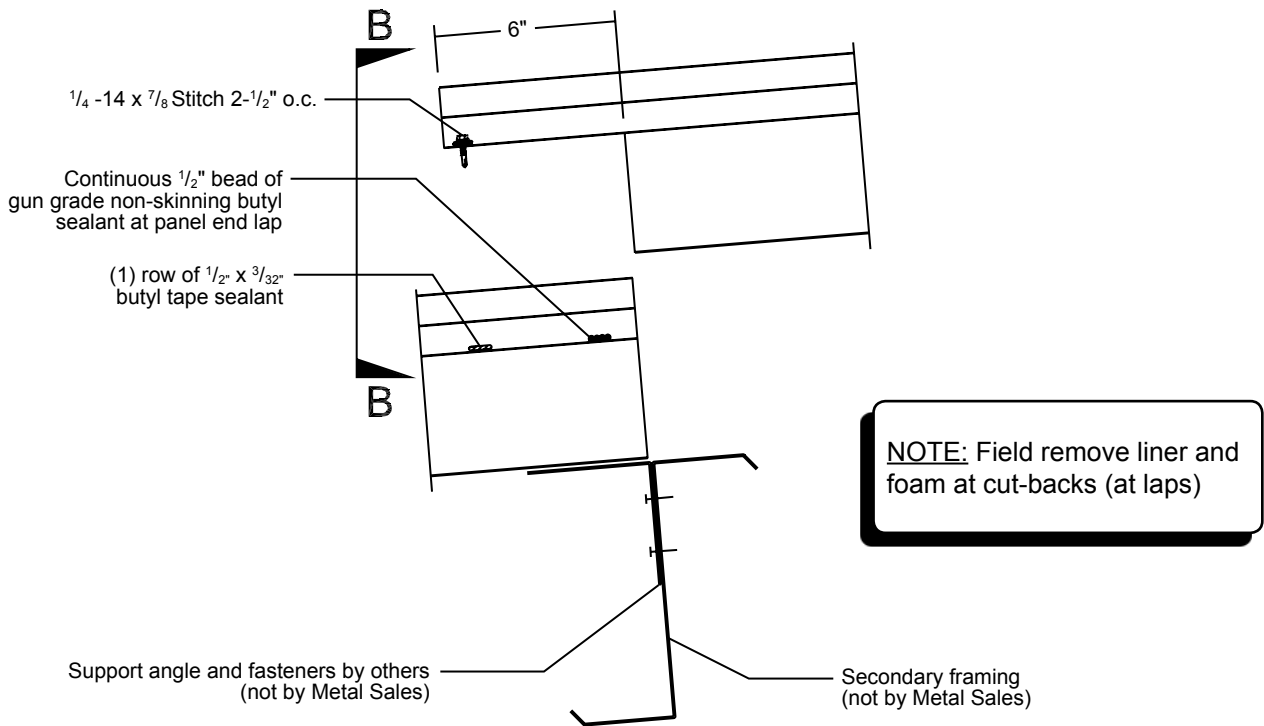 B
6"
1/4 -14 x 7/8 Stitch 2-1/2" o.c.
Continuous 1/2" bead of
gun grade non-skinning butyl
sealant at panel end lap
(1) row of 1/2" x 3/32"
butyl tape sealant
B
NOTE: Field remove liner and
foam at cut-backs (at laps)
Support angle and fasteners by others
(not by Metal Sales)
Secondary framing
(not by Metal Sales)